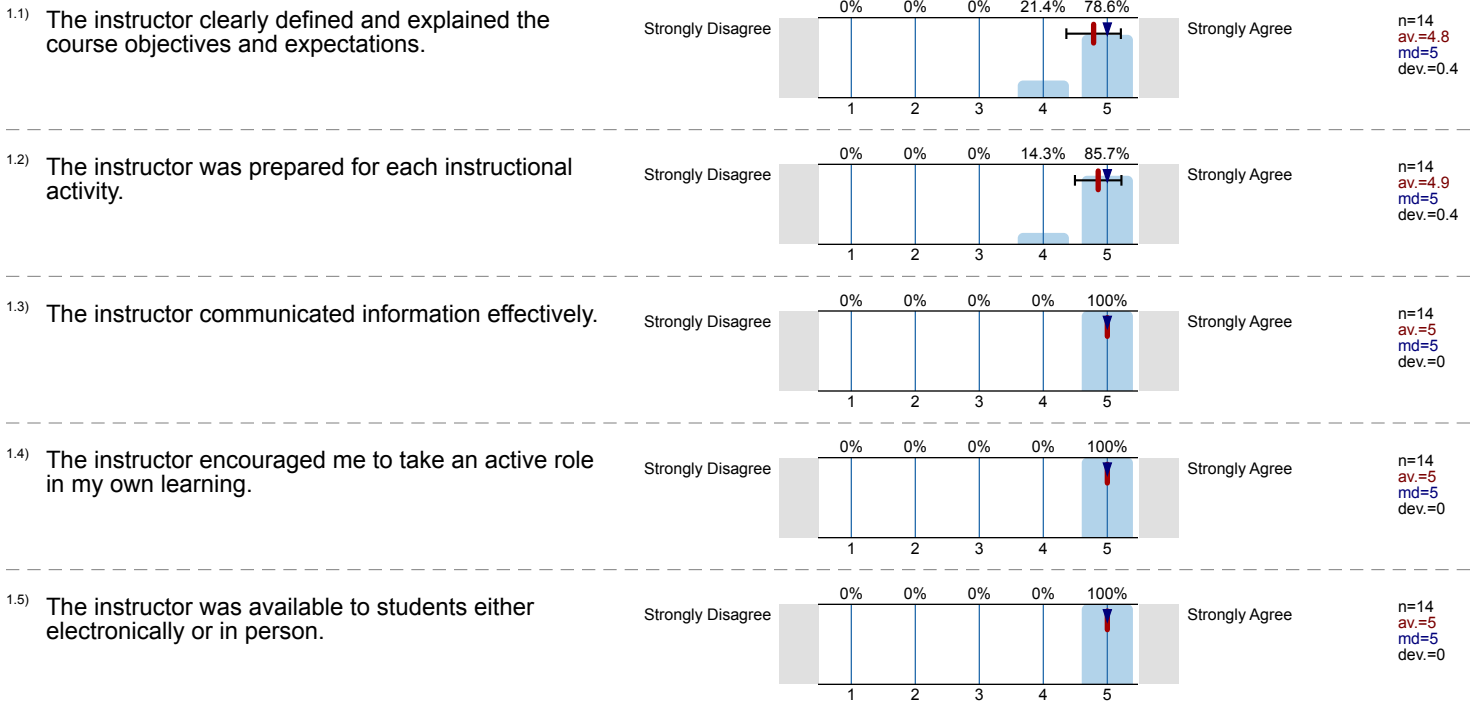 1.1) The instructor clearly defined and explained the
course objectives and expectations.
Strongly Disagree
0% 0% 0% 21.4% 78.6%
1 2 3 4 5
Strongly Agree
n=14
av.=4.8
md=5
dev.=0.4
1.2) The instructor was prepared for each instructional
activity.
Strongly Disagree
0% 0% 0% 14.3% 85.7%
1 2 3 4 5
Strongly Agree
n=14
av.=4.9
md=5
dev.=0.4
1.3) The instructor communicated information effectively.
Strongly Disagree
0% 0% 0% 0% 100%
1 2 3 4 5
Strongly Agree
n=14
av.=5
md=5
dev.=0
1.4) The instructor encouraged me to take an active role
in my own learning.
Strongly Disagree
0% 0% 0% 0% 100%
1 2 3 4 5
Strongly Agree
n=14
av.=5
md=5
dev.=0
1.5) The instructor was available to students either
electronically or in person.
Strongly Disagree
0% 0% 0% 0% 100%
1 2 3 4 5
Strongly Agree
n=14
av.=5
md=5
dev.=0